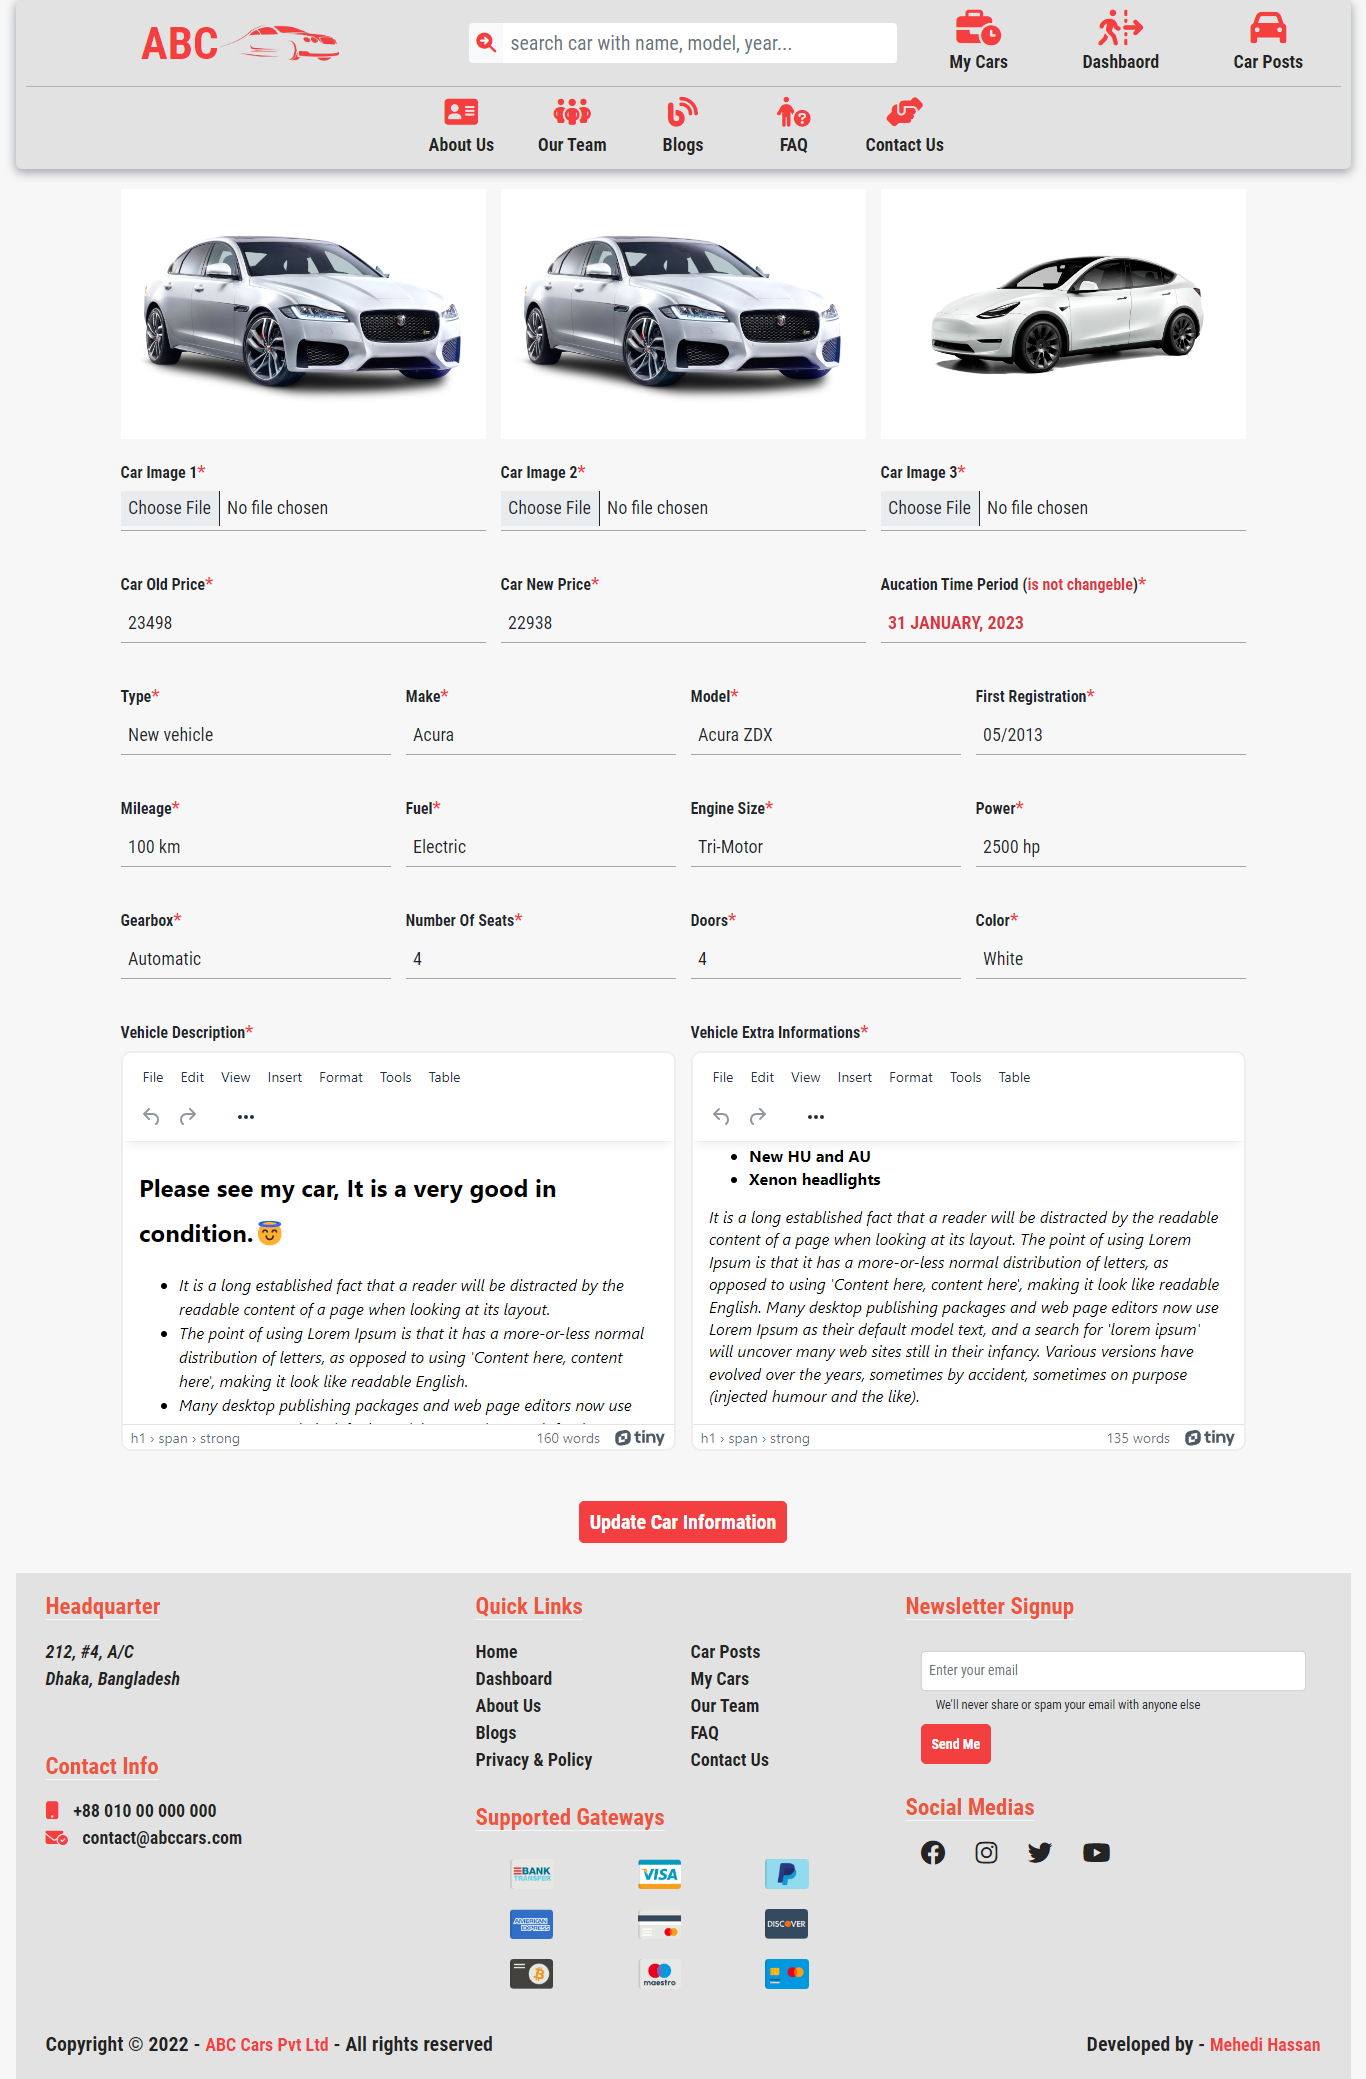 ABC
search car with name, model, year...
My Cars
Dashbaord
Car Posts
About Us
Our Team
Blogs
FAQ
Contact Us
Car Image 1*
Car Image 2*
Car Image 3*
Choose File No file chosen
Choose File No file chosen
Choose File No file chosen
Car Old Price*
Car New Price*
Aucation Time Period (is not changeble)*
23498
22938
31 JANUARY, 2023
Type*
Make*
Model*
First Registration*
New vehicle
Acura
Acura ZDX
05/2013
Mileage*
Fuel*
Engine Size*
Power*
100 km
Electric
Tri-Motor
2500 hp
Gearbox*
Number Of Seats*
Doors*
Color*
Automatic
4
4
White
Vehicle Description*
File Edit View Insert Format Tools Table
Please see my car, It is a very good in
condition.😇
It is a long established fact that a reader will be distracted by the
readable content of a page when looking at its layout.
The point of using Lorem Ipsum is that it has a more-or-less normal
distribution of letters, as opposed to using 'Content here, content
here', making it look like readable English.
Many desktop publishing packages and web page editors now use
h1 › span › strong
160 words
tiny
Vehicle Extra Informations*
File Edit View Insert Format Tools Table
New HU and AU
Xenon headlights
It is a long established fact that a reader will be distracted by the readable
content of a page when looking at its layout. The point of using Lorem
Ipsum is that it has a more-or-less normal distribution of letters, as
opposed to using 'Content here, content here', making it look like readable
English. Many desktop publishing packages and web page editors now use
Lorem Ipsum as their default model text, and a search for 'lorem ipsum'
will uncover many web sites still in their infancy. Various versions have
evolved over the years, sometimes by accident, sometimes on purpose
(injected humour and the like).
h1 › span › strong
135 words
tiny
Update Car Information
Headquarter
212, #4, A/C
Dhaka, Bangladesh
Contact Info
+88 010 00 000 000
contact@abccars.com
Quick Links
Home
Dashboard
About Us
Blogs
Privacy & Policy
Car Posts
My Cars
Our Team
FAQ
Contact Us
Supported Gateways
BANK
TRANSFER
VISA
AMERICAN
EXPRESS
DISCOVER
maestro
Newsletter Signup
Enter your email
We'll never share or spam your email with anyone else
Send Me
Social Medias
Copyright © 2022 - ABC Cars Pvt Ltd - All rights reserved
Developed by - Mehedi Hassan